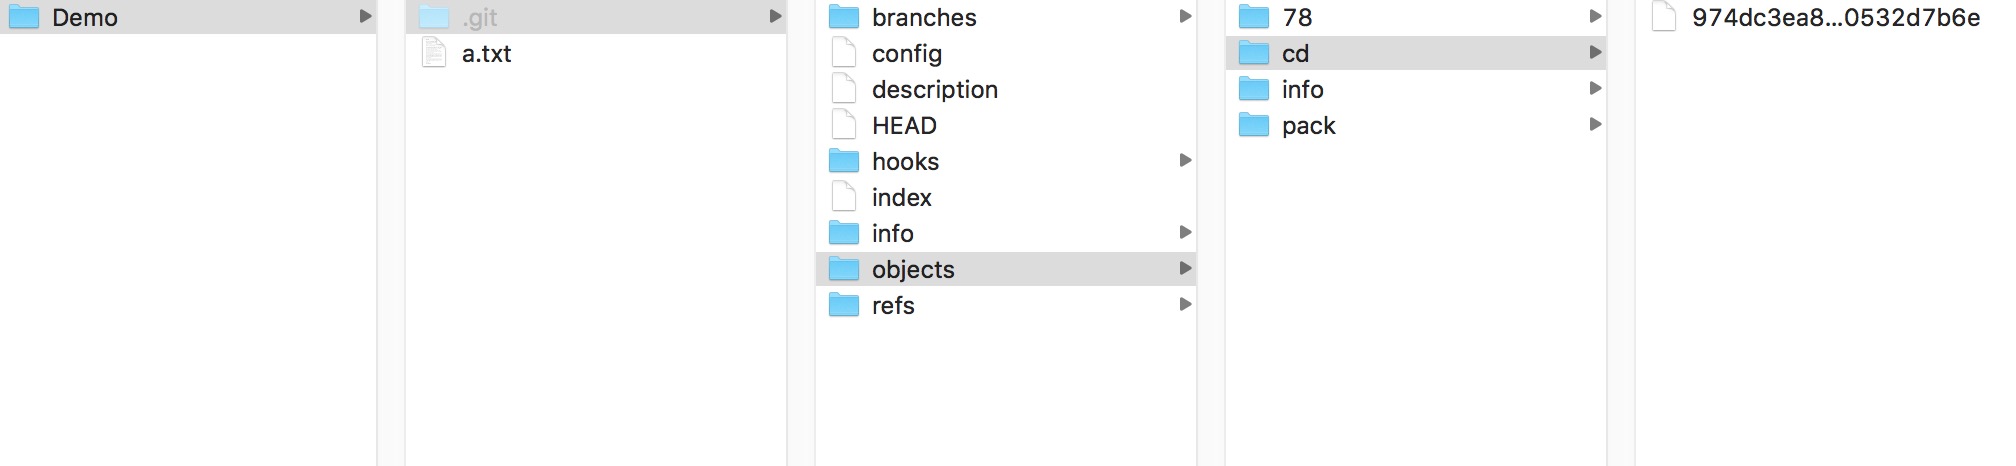 Demo
.git
a.txt
branches
config
description
HEAD
hooks
index
info
objects
refs
78
cd
info
pack
974dc3ea8...0532d7b6e